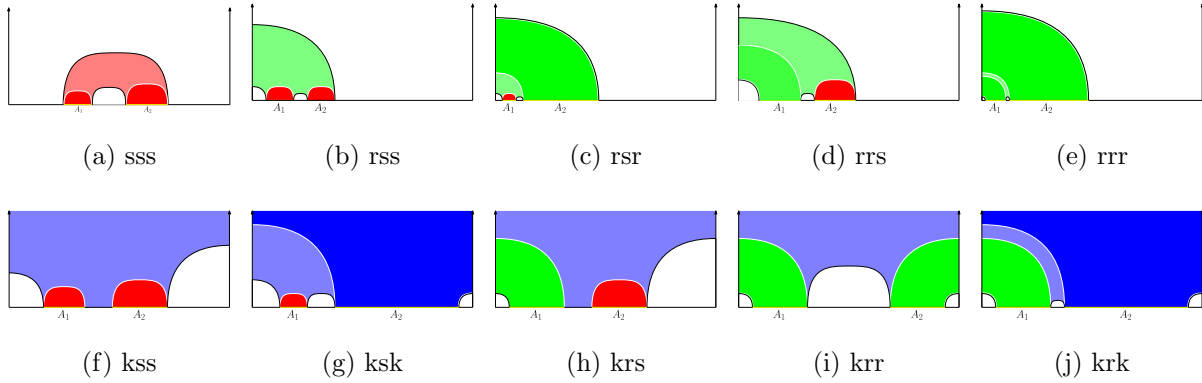 A₁ A₂ A₁ A₂ A₁ A₂ A₂ A₁ A₂
(a) sss (b) rss (c) rsr (d) rrs (e) rrr
A₁ A₂ A₁ A₂ A₁ A₂ A₁ A₂ A₁ A₂
(f) kss (g) ksk (h) krs (i) krr (j) krk